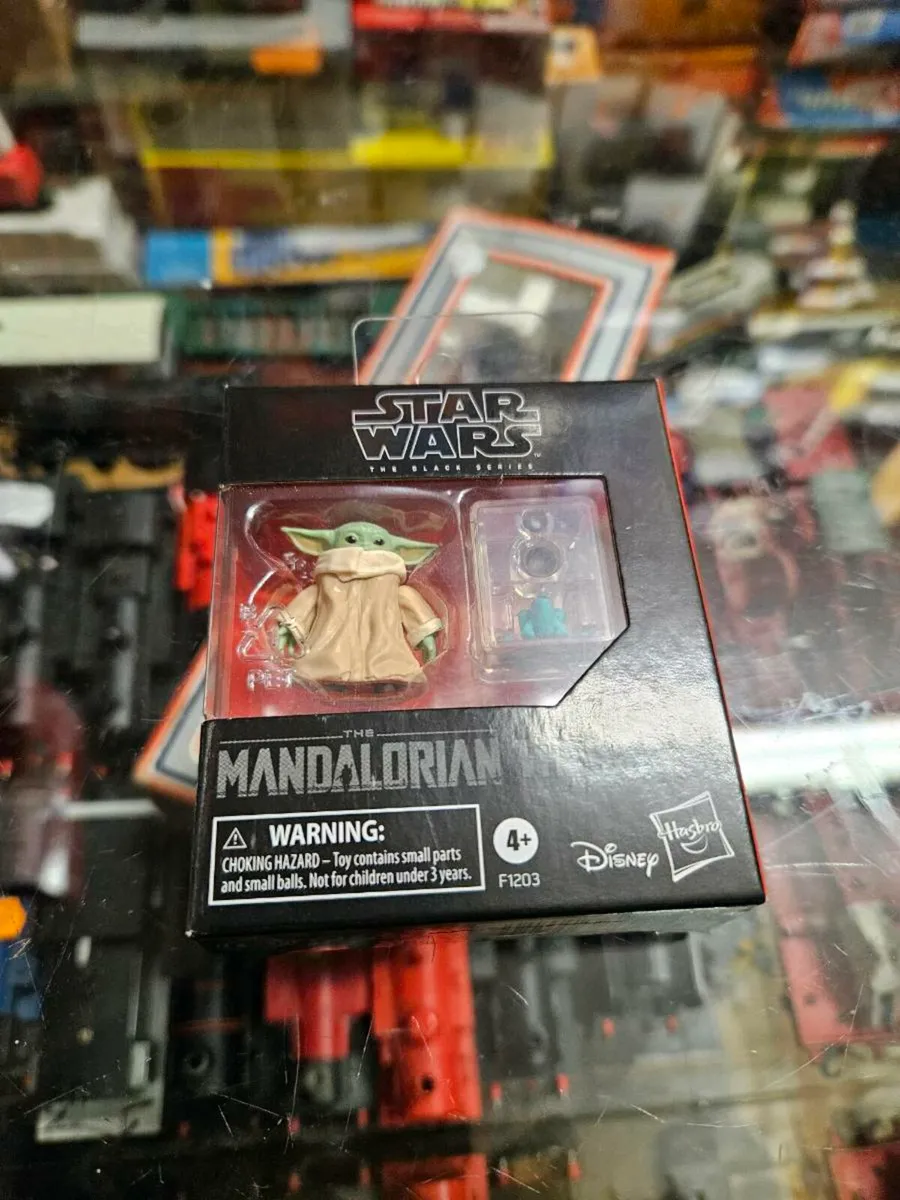 STAR
WARS
THE BLACK SERIES
THE
MANDALORIAN
WARNING:
CHOKING HAZARD – Toy contains small parts
and small balls. Not for children under 3 years.
4+
F1203
Disney
Hasbro